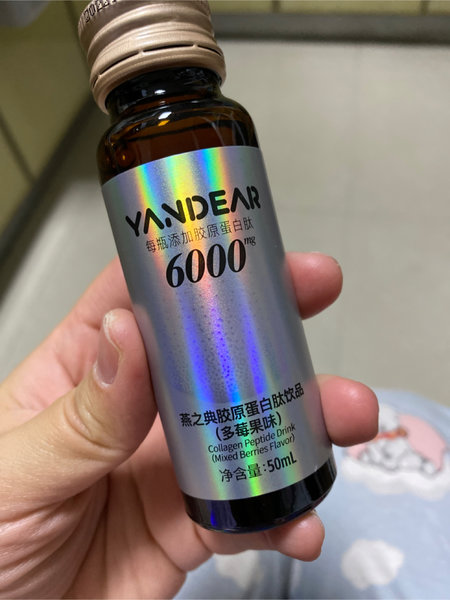 YANDEAR
每瓶添加胶原蛋白肽
6000mg
燕之典胶原蛋白肽饮品
(多莓果味)
Collagen Peptide Drink
(Mixed Berries Flavor)
净含量:50mL